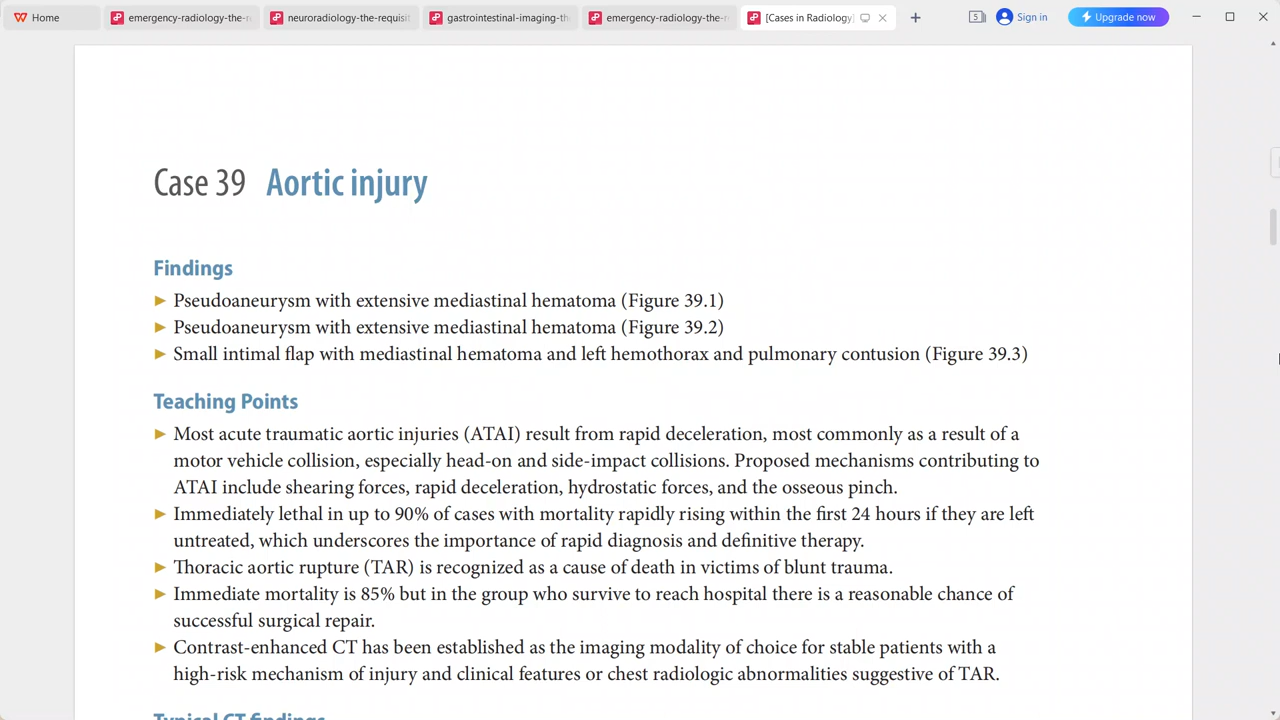 Home
emergency-radiology-the-r
neuroradiology-the-requisit
gastrointestinal-imaging-th
emergency-radiology-the-r
[Cases in Radiology]
5
Sign in
Upgrade now
Case 39 Aortic injury
Findings
► Pseudoaneurysm with extensive mediastinal hematoma (Figure 39.1)
► Pseudoaneurysm with extensive mediastinal hematoma (Figure 39.2)
► Small intimal flap with mediastinal hematoma and left hemothorax and pulmonary contusion (Figure 39.3)
Teaching Points
► Most acute traumatic aortic injuries (ATAI) result from rapid deceleration, most commonly as a result of a
motor vehicle collision, especially head-on and side-impact collisions. Proposed mechanisms contributing to
ATAI include shearing forces, rapid deceleration, hydrostatic forces, and the osseous pinch.
► Immediately lethal in up to 90% of cases with mortality rapidly rising within the first 24 hours if they are left
untreated, which underscores the importance of rapid diagnosis and definitive therapy.
► Thoracic aortic rupture (TAR) is recognized as a cause of death in victims of blunt trauma.
► Immediate mortality is 85% but in the group who survive to reach hospital there is a reasonable chance of
successful surgical repair.
► Contrast-enhanced CT has been established as the imaging modality of choice for stable patients with a
high-risk mechanism of injury and clinical features or chest radiologic abnormalities suggestive of TAR.
Typical CT findings